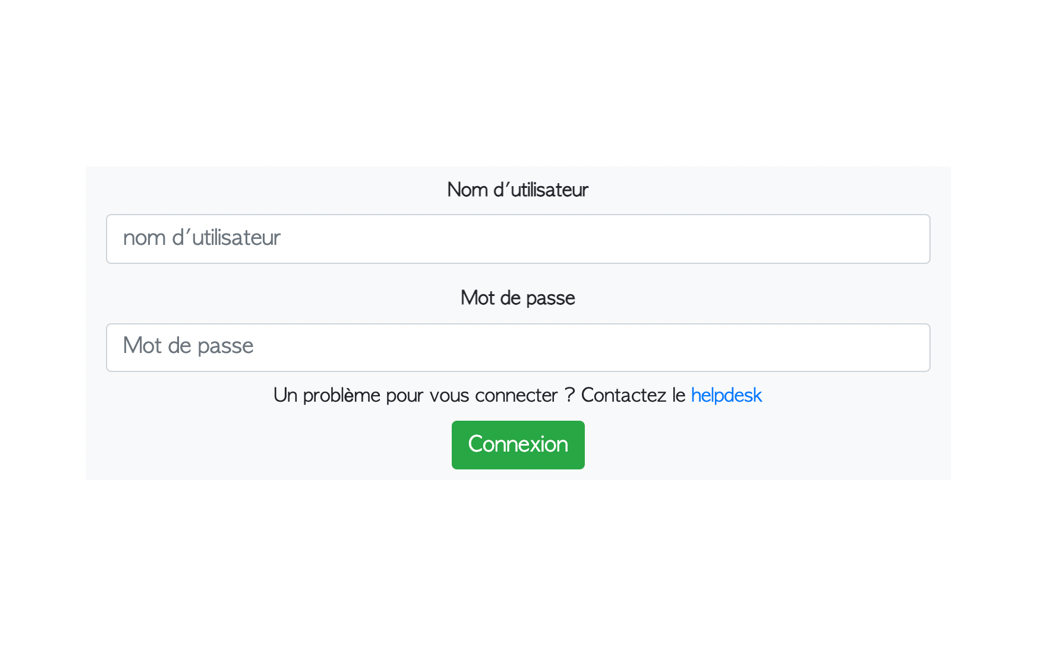 Nom d'utilisateur
nom d'utilisateur
Mot de passe
Mot de passe
Un problème pour vous connecter ? Contactez le helpdesk
Connexion